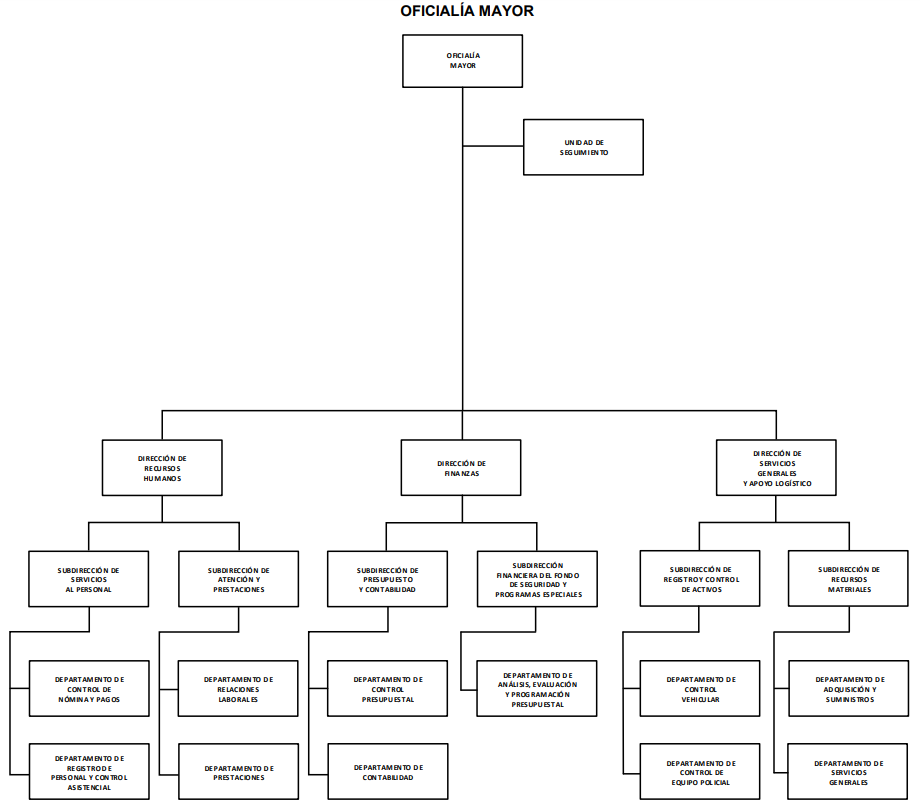 OFICIALÍA MAYOR
OFICIALÍA
MAYOR
UNIDAD DE
SEGUIMIENTO
DIRECCIÓN DE
RECURSOS
HUMANOS
DIRECCIÓN DE
FINANZAS
DIRECCIÓN DE
SERVICIOS
GENERALES
Y APOYO LOGÍSTICO
SUBDIRECCIÓN DE
SERVICIOS
AL PERSONAL
SUBDIRECCIÓN DE
ATENCIÓN Y
PRESTACIONES
SUBDIRECCIÓN DE
PRESUPUESTO
Y CONTABILIDAD
SUBDIRECCIÓN
FINANCIERA DEL FONDO
DE SEGURIDAD Y
PROGRAMAS ESPECIALES
SUBDIRECCIÓN DE
REGISTRO Y CONTROL
DE ACTIVOS
SUBDIRECCIÓN DE
RECURSOS
MATERIALES
DEPARTAMENTO DE
CONTROL DE
NÓMINA Y PAGOS
DEPARTAMENTO DE
RELACIONES
LABORALES
DEPARTAMENTO DE
CONTROL
PRESUPUESTAL
DEPARTAMENTO DE
ANÁLISIS, EVALUACIÓN
Y PROGRAMACIÓN
PRESUPUESTAL
DEPARTAMENTO DE
CONTROL
VEHICULAR
DEPARTAMENTO DE
ADQUISICIÓN Y
SUMINISTROS
DEPARTAMENTO DE
REGISTRO DE
PERSONAL Y CONTROL
ASISTENCIAL
DEPARTAMENTO DE
PRESTACIONES
DEPARTAMENTO DE
CONTABILIDAD
DEPARTAMENTO DE
CONTROL DE
EQUIPO POLICIAL
DEPARTAMENTO DE
SERVICIOS
GENERALES